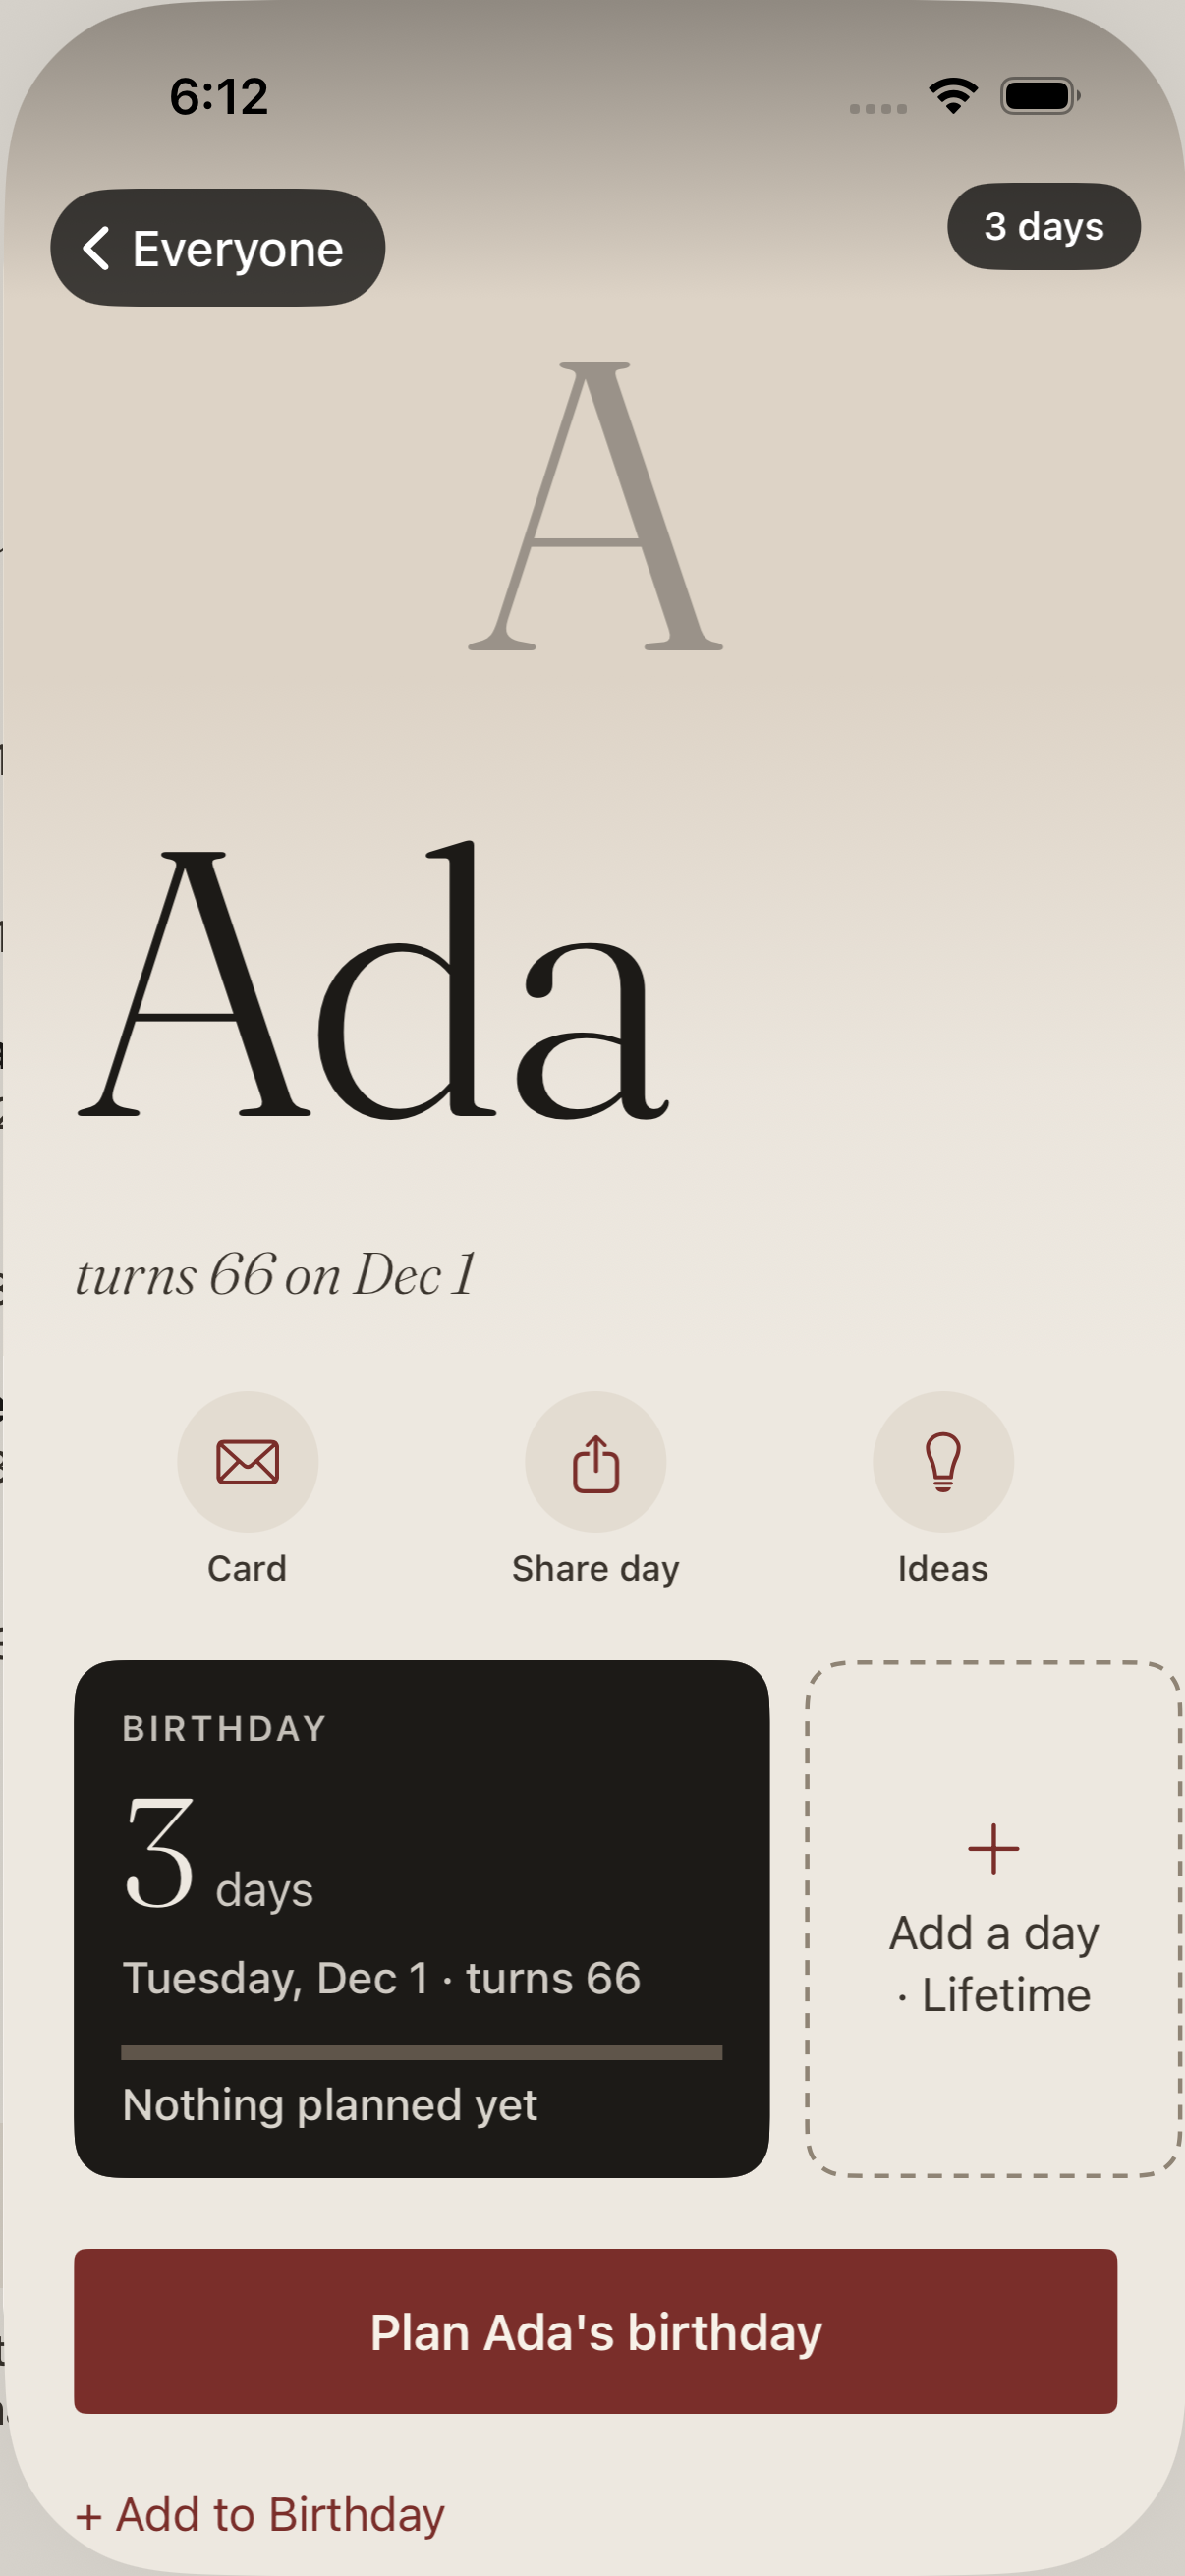 6:12
Everyone
3 days
A
Ada
turns 66 on Dec 1
Card
Share day
Ideas
BIRTHDAY
3 days
Tuesday, Dec 1 · turns 66
Nothing planned yet
Add a day
· Lifetime
Plan Ada's birthday
+ Add to Birthday